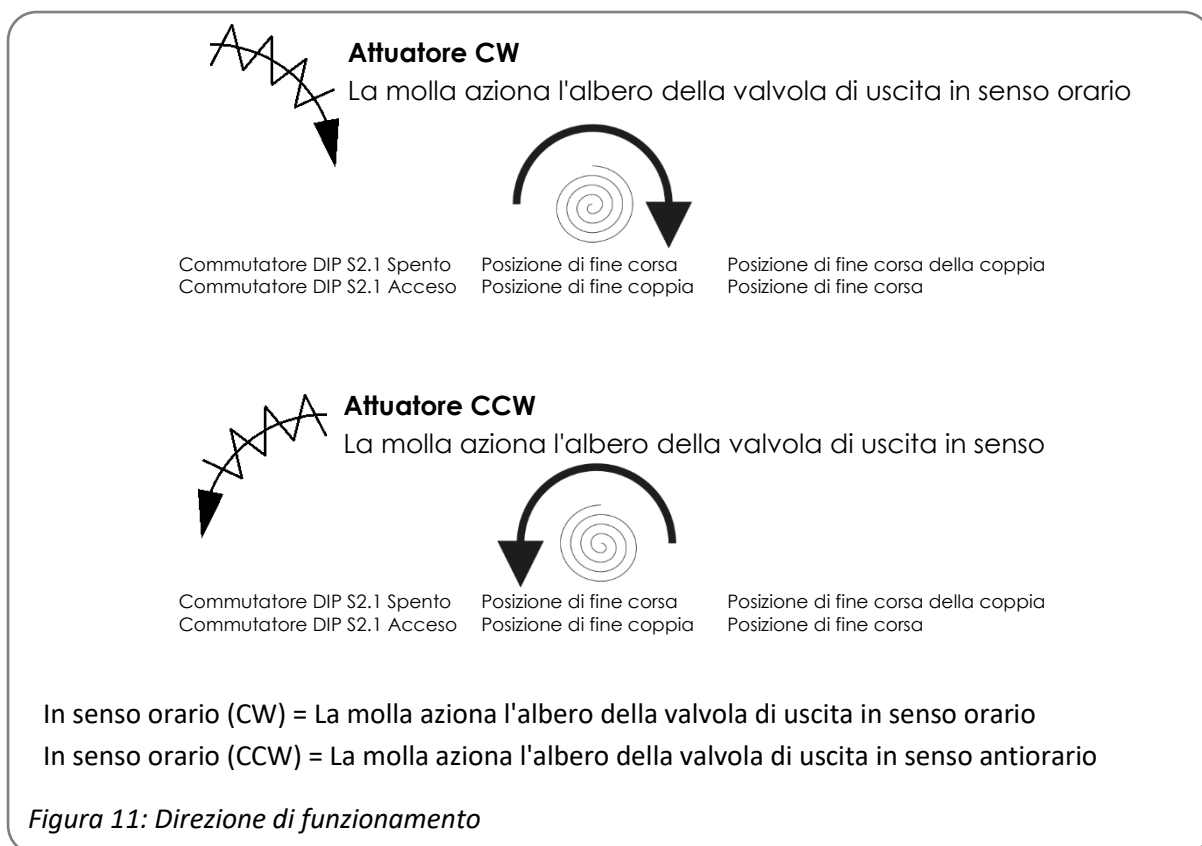 Attuatore CW
La molla aziona l'albero della valvola di uscita in senso orario
Commutatore DIP S2.1 Spento Posizione di fine corsa Posizione di fine corsa della coppia
Commutatore DIP S2.1 Acceso Posizione di fine coppia Posizione di fine corsa
Attuatore CCW
La molla aziona l'albero della valvola di uscita in senso
Commutatore DIP S2.1 Spento Posizione di fine corsa Posizione di fine corsa della coppia
Commutatore DIP S2.1 Acceso Posizione di fine coppia Posizione di fine corsa
In senso orario (CW) = La molla aziona l'albero della valvola di uscita in senso orario
In senso orario (CCW) = La molla aziona l'albero della valvola di uscita in senso antiorario
Figura 11: Direzione di funzionamento